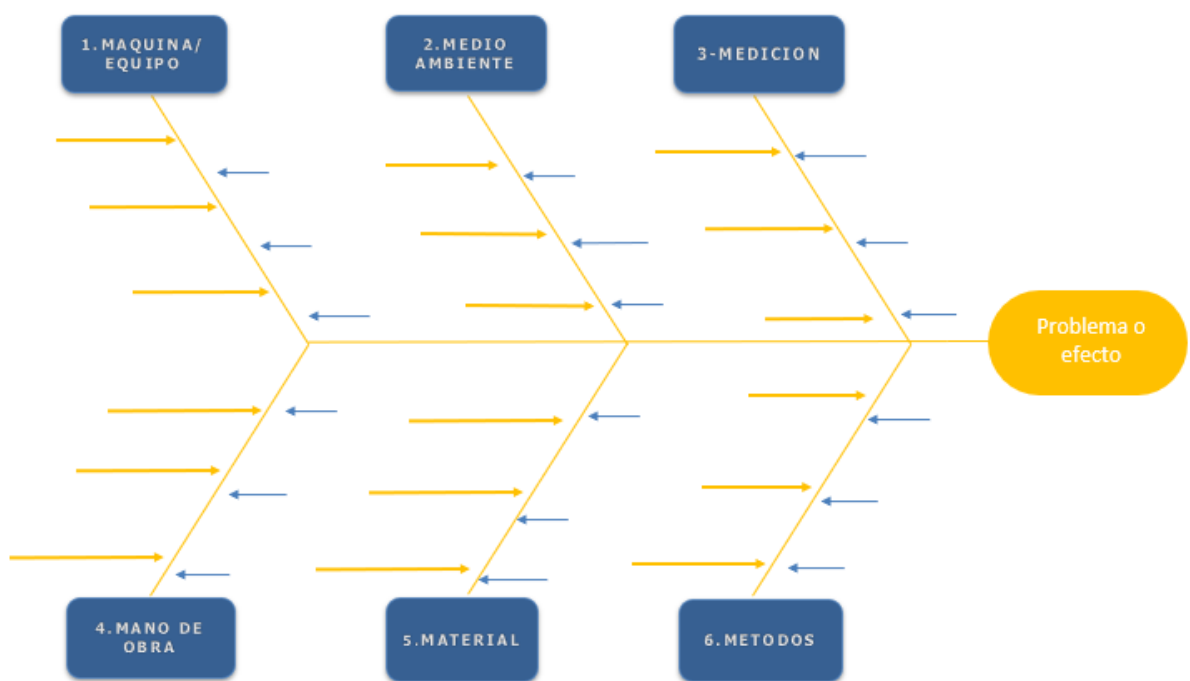 1.MAQUINA/
EQUIPO
2.MEDIO
AMBIENTE
3-MEDICION
Problema o
efecto
4.MANO DE
OBRA
5.MATERIAL
6.METODOS